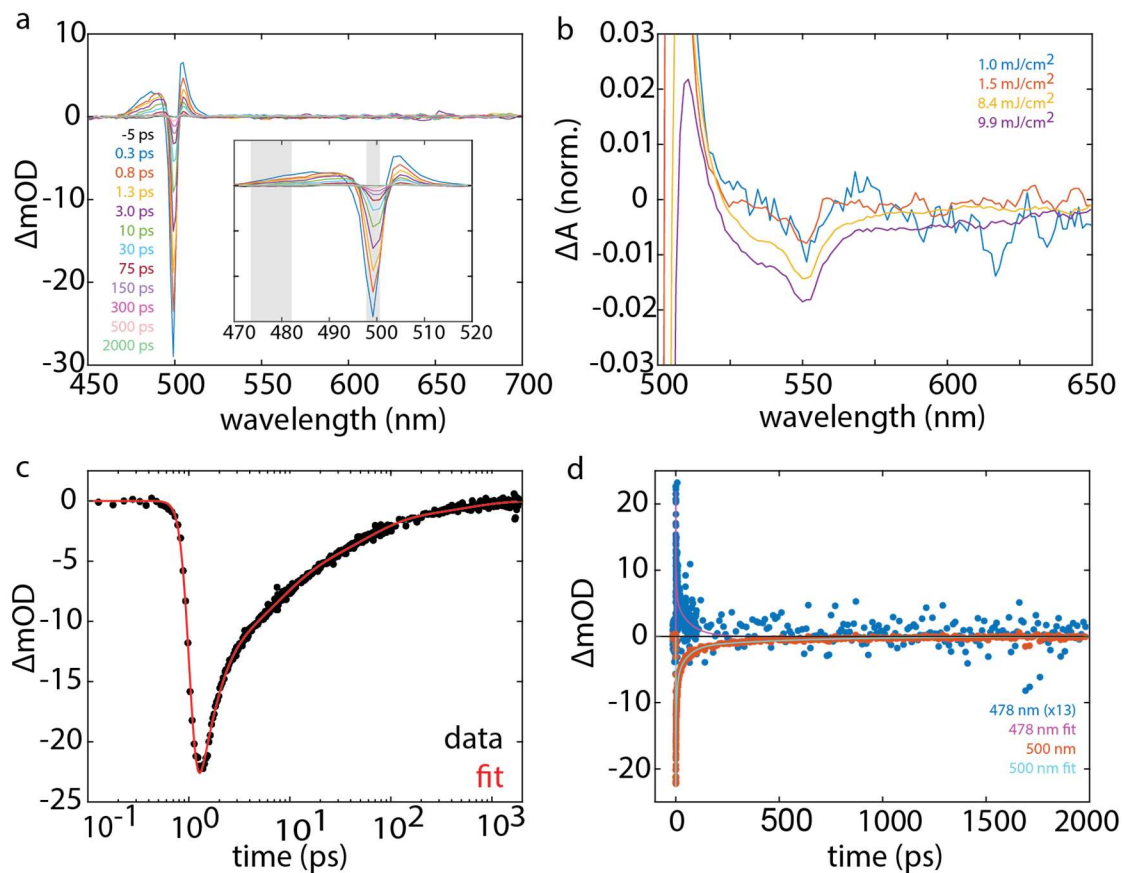 a
10
0
-10
-20
-30
ΔmOD
-5 ps
0.3 ps
0.8 ps
1.3 ps
3.0 ps
10 ps
30 ps
75 ps
150 ps
300 ps
500 ps
2000 ps
470 480 490 500 510 520
450 500 550 600 650 700
wavelength (nm)
b
0.03
0.02
0.01
0
-0.01
-0.02
-0.03
ΔA (norm.)
1.0 mJ/cm²
1.5 mJ/cm²
8.4 mJ/cm²
9.9 mJ/cm²
500 550 600 650
wavelength (nm)
c
0
-5
-10
-15
-20
-25
ΔmOD
data
fit
10⁻¹ 10⁰ 10¹ 10² 10³
time (ps)
d
20
10
0
-10
-20
ΔmOD
478 nm (x13)
478 nm fit
500 nm
500 nm fit
0 500 1000 1500 2000
time (ps)